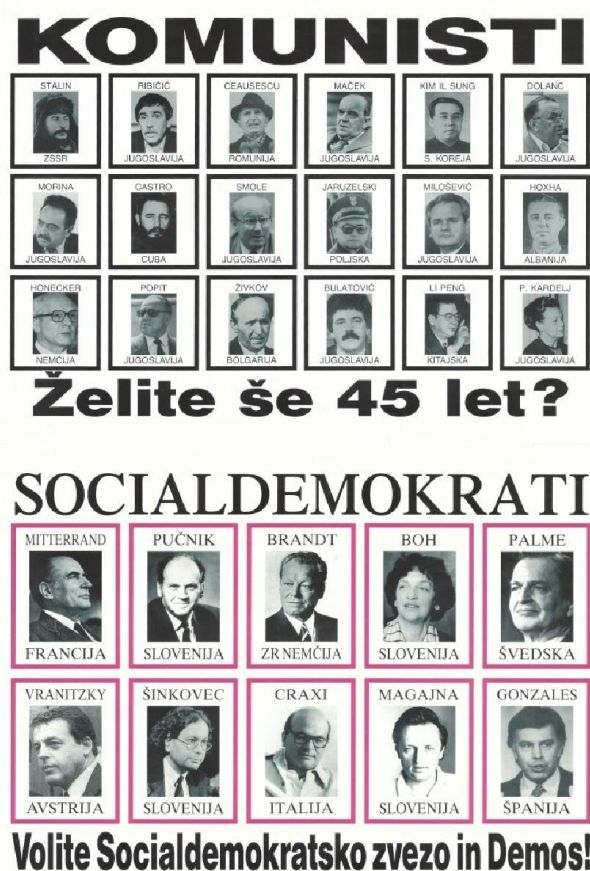 KOMUNISTI
STALIN RIBIČIČ CEAUSESCU MAČEK KIM IL SUNG DOLANC
ZSSR JUGOSLAVIJA ROMUNIJA JUGOSLAVIJA S. KOREJA JUGOSLAVIJA
MORINA CASTRO SMOLE JARUZELSKI MILOŠEVIĆ HOXHA
JUGOSLAVIJA CUBA JUGOSLAVIJA POLJSKA JUGOSLAVIJA ALBANIJA
HONECKER POPIT ŽIVKOV BULATOVIĆ LI PENG P. KARDELJ
NEMČIJA JUGOSLAVIJA BOLGARIJA JUGOSLAVIJA KITAJSKA JUGOSLAVIJA
Želite še 45 let?
SOCIALDEMOKRATI
MITTERRAND PUČNIK BRANDT BOH PALME
FRANCIJA SLOVENIJA ZR NEMČIJA SLOVENIJA ŠVEDSKA
VRANITZKY ŠINKOVEC CRAXI MAGAJNA GONZALES
AVSTRIJA SLOVENIJA ITALIJA SLOVENIJA ŠPANIJA
Volite Socialdemokratsko zvezo in Demos!